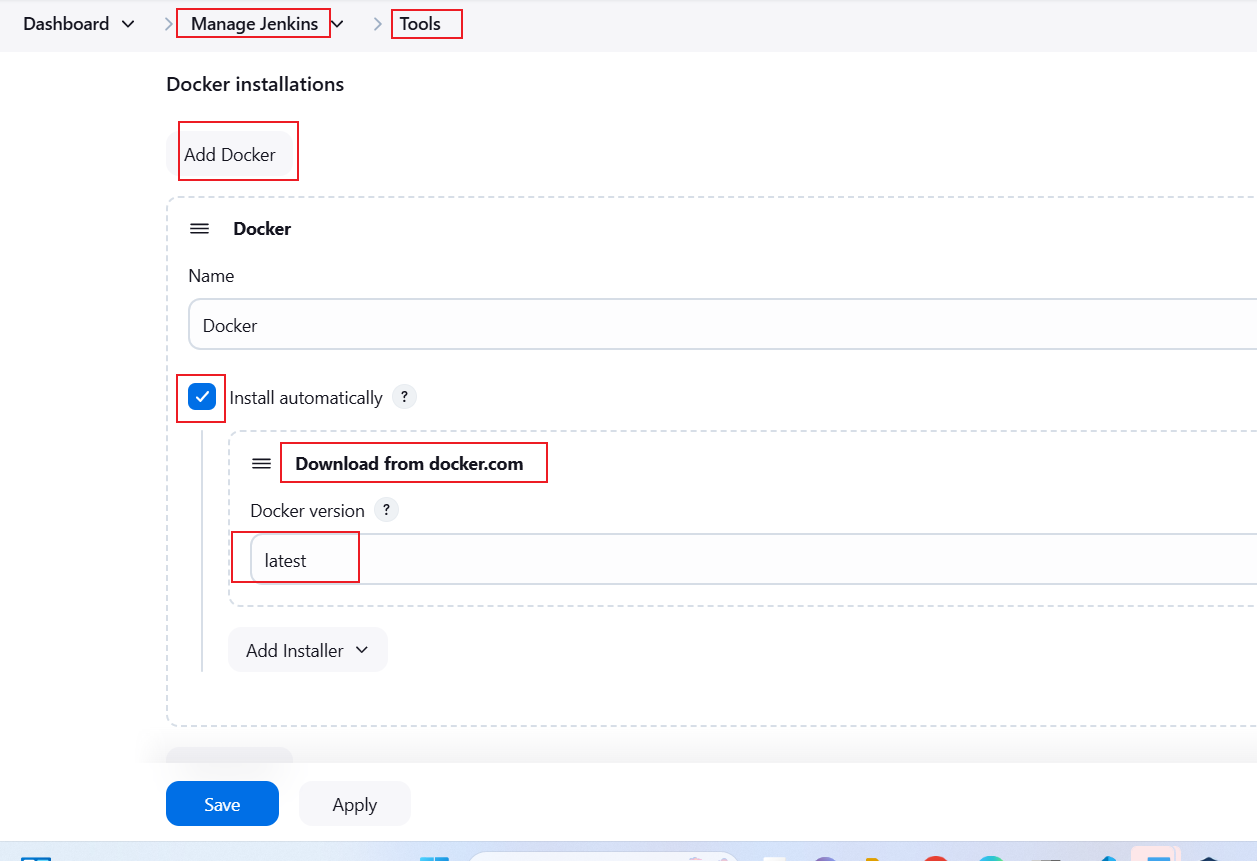 Dashboard Manage Jenkins Tools
Docker installations
Add Docker
Docker
Name
Docker
Install automatically ?
Download from docker.com
Docker version ?
latest
Add Installer
Save Apply